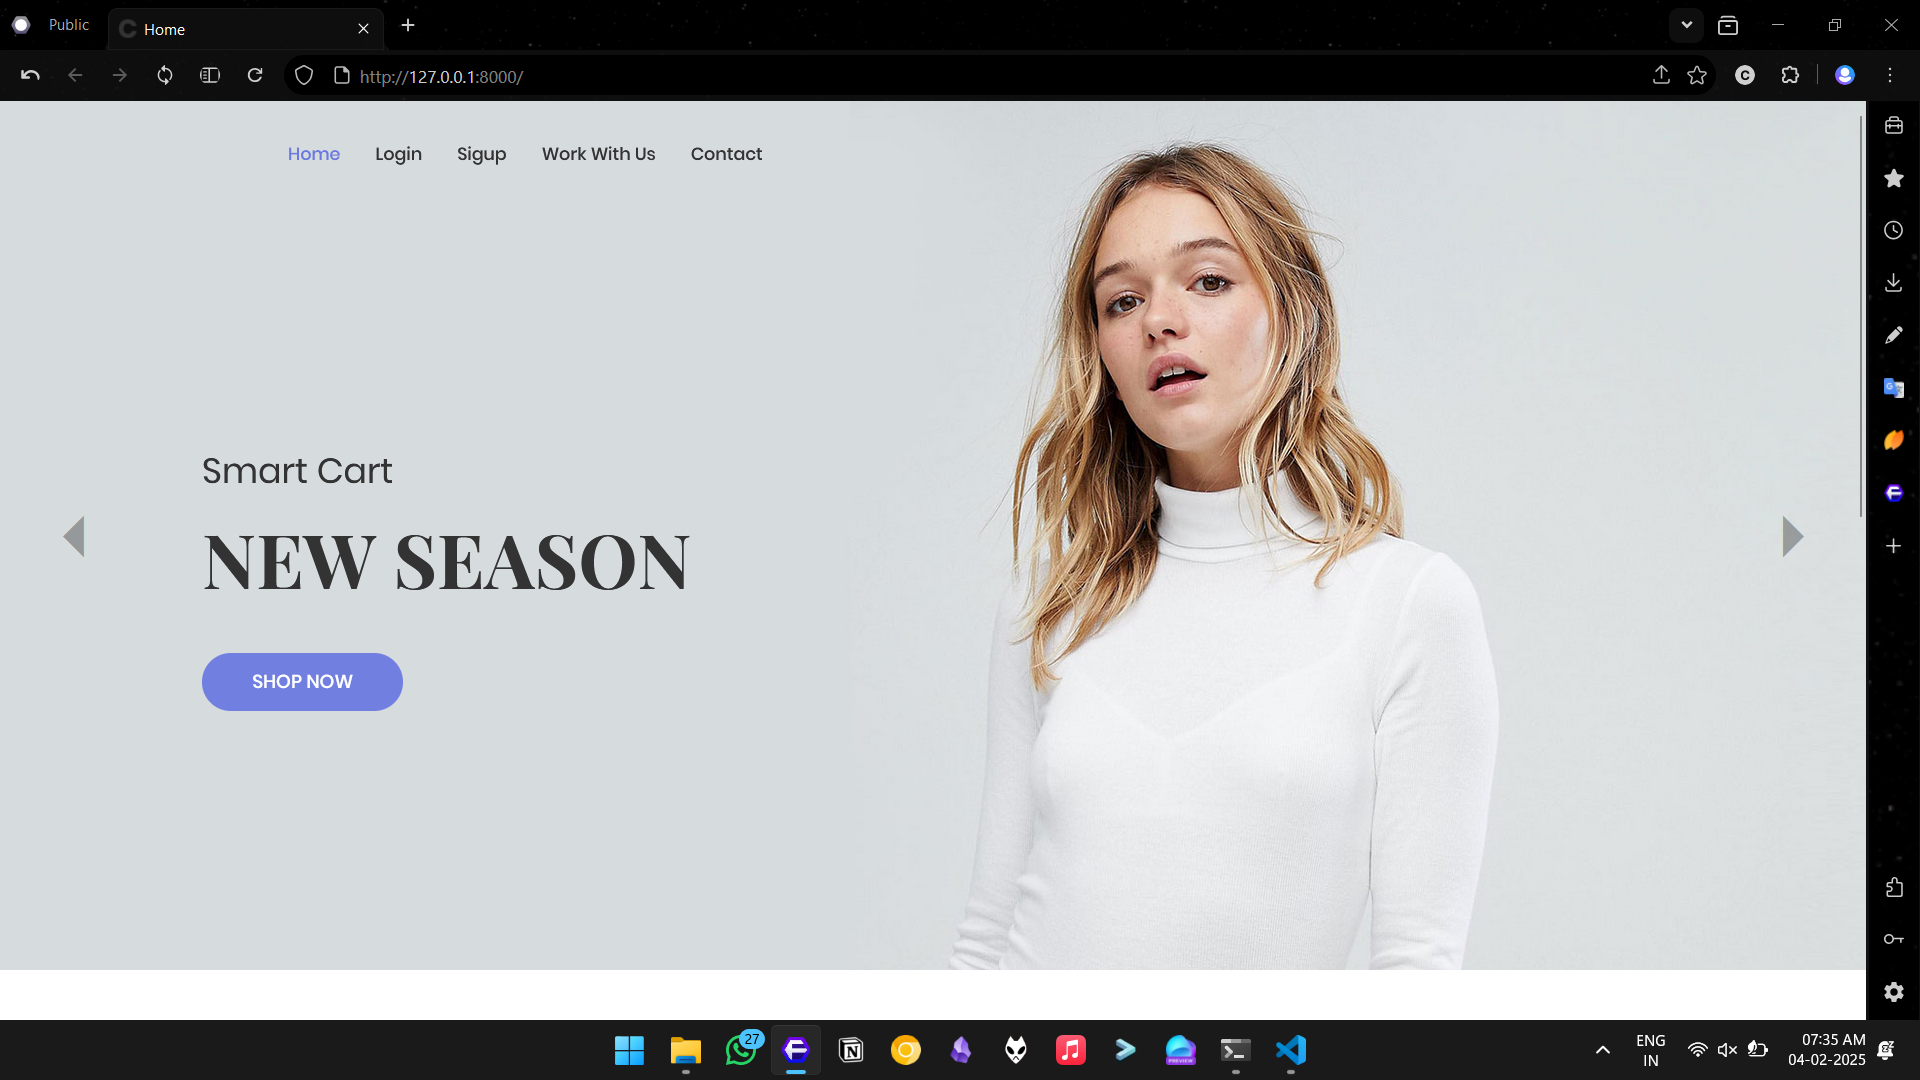 Public
Home
http://127.0.0.1:8000/
Home Login Sigup Work With Us Contact
Smart Cart
NEW SEASON
SHOP NOW
27
PREVIEW
ENG
IN
07:35 AM
04-02-2025